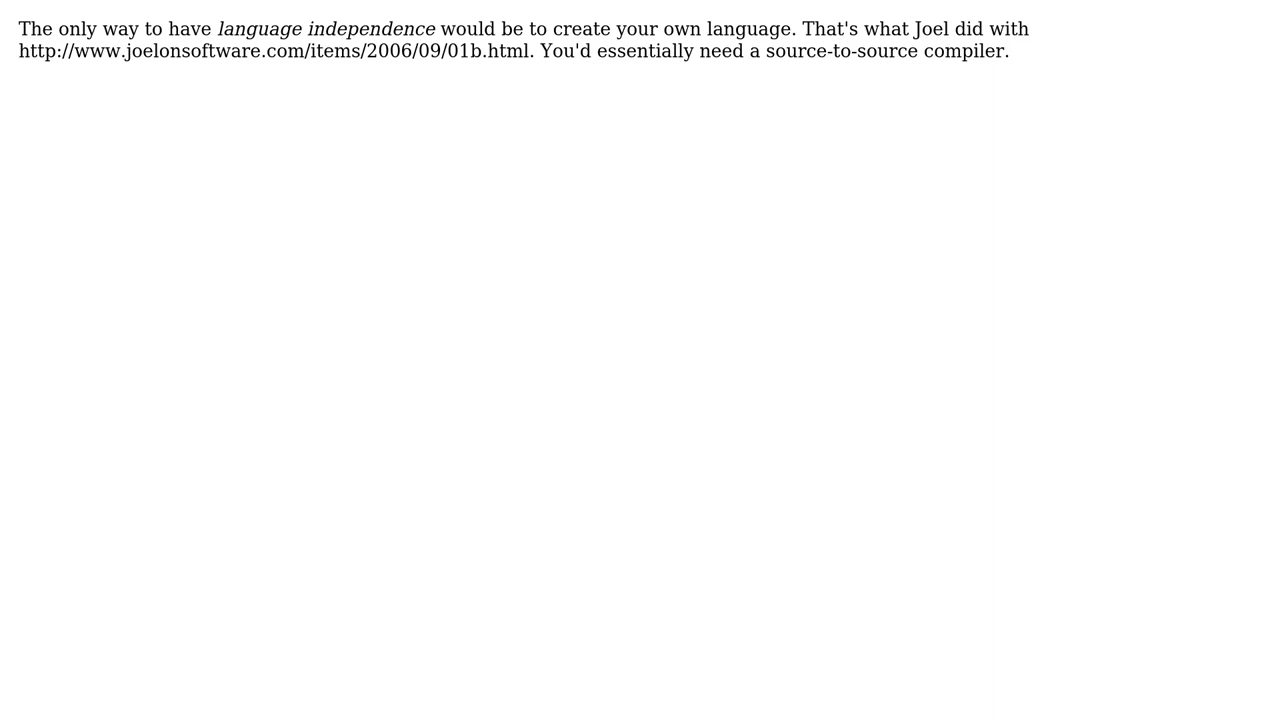 The only way to have language independence would be to create your own language. That's what Joel did with
http://www.joelonsoftware.com/items/2006/09/01b.html. You'd essentially need a source-to-source compiler.